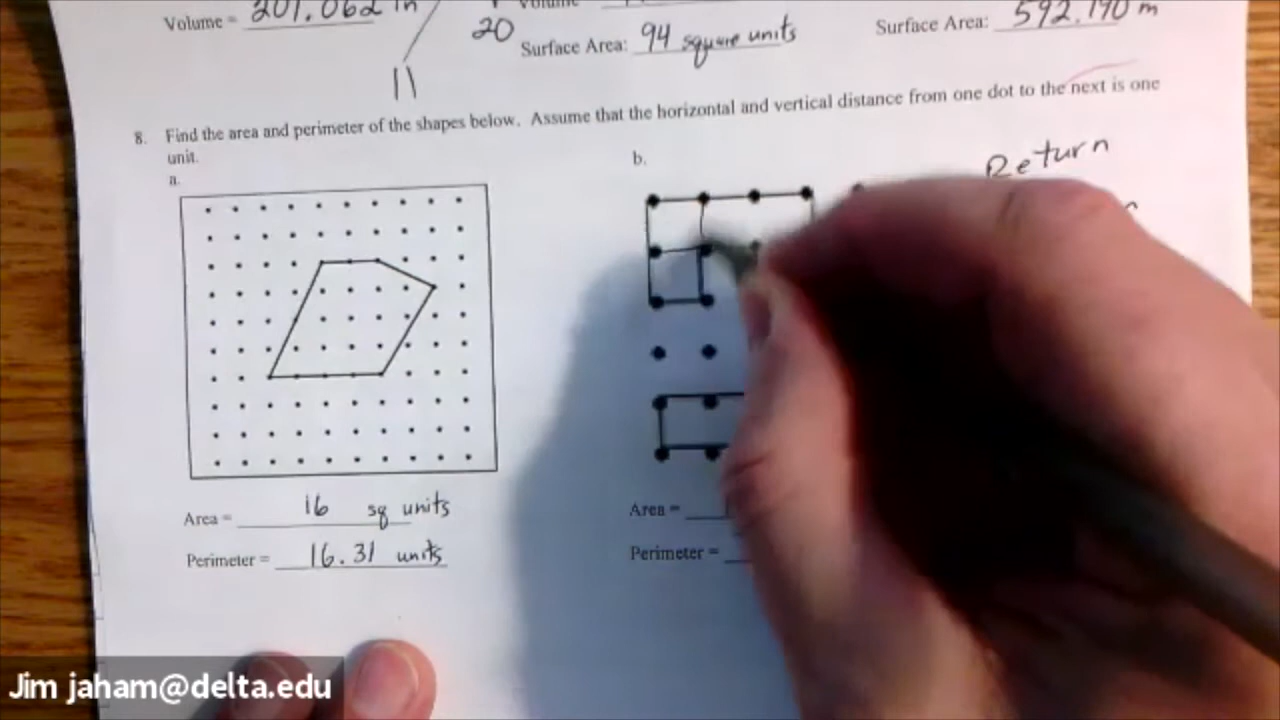 Volume = 201.062 in
20
11
Surface Area: 94 square units
Surface Area: 592.190 m
8. Find the area and perimeter of the shapes below. Assume that the horizontal and vertical distance from one dot to the next is one
unit.
a.
b.
Return
Area = 16 sq units
Perimeter = 16.31 units
Area =
Perimeter =
Jim jaham@delta.edu